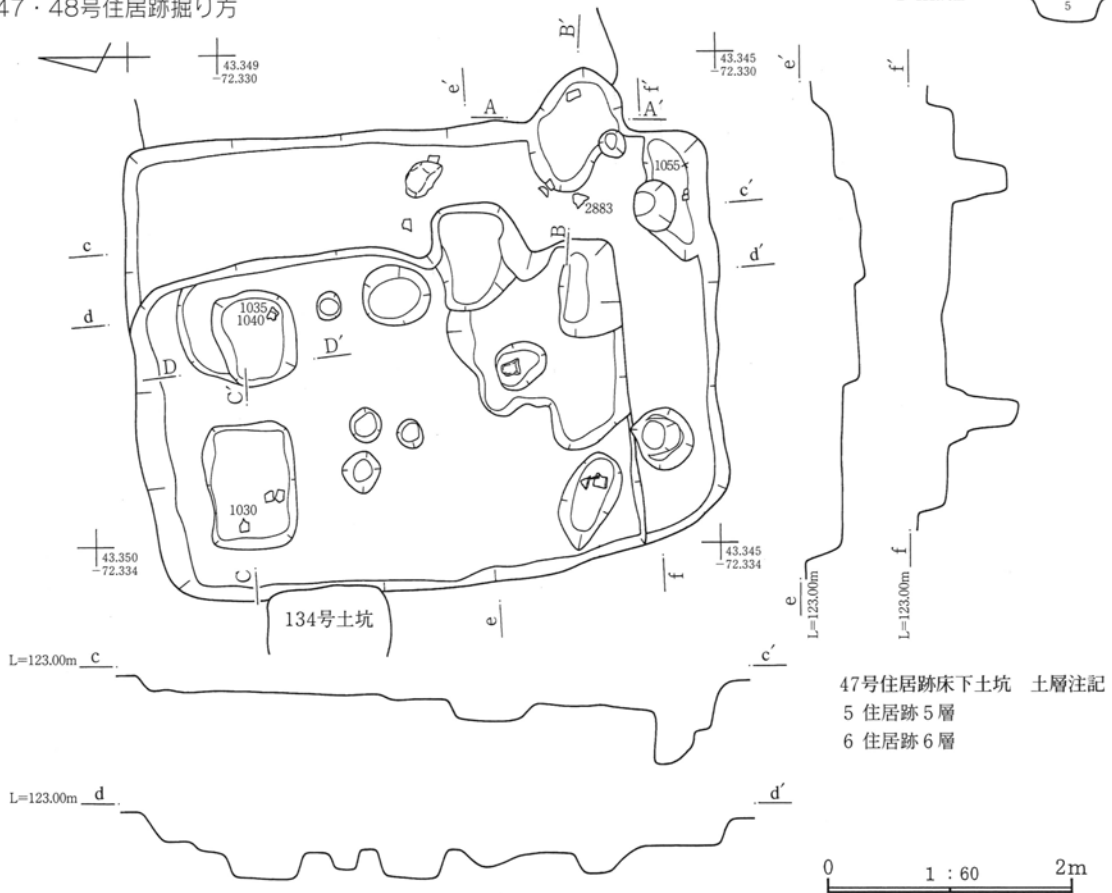 47・48号住居跡掘り方
5
43.349
-72.330
43.345
-72.330
B'
e'
A
f'
A'
e'
f'
1055
c'
2883
B
c
d'
d
1035
1040
D'
D
C'
1030
43.350
-72.334
43.345
-72.334
C
f
e
134号土坑
e
L=123.00m
f
L=123.00m
L=123.00m c
c'
47号住居跡床下土坑 土層注記
5 住居跡5層
6 住居跡6層
L=123.00m d
d'
0 1:60 2m